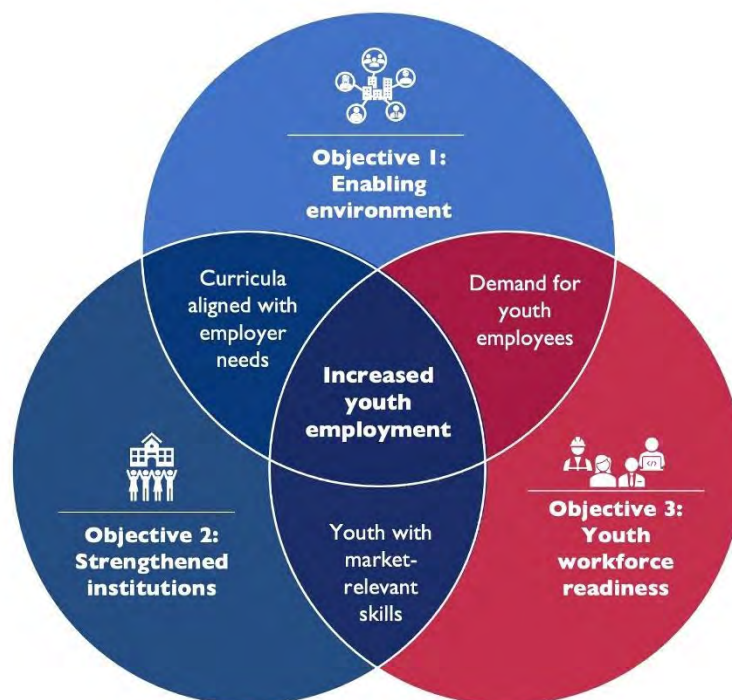 Objective 1:
Enabling
environment
Curricula
aligned with
employer
needs
Demand for
youth
employees
Increased
youth
employment
Objective 2:
Strengthened
institutions
Objective 3:
Youth
workforce
readiness
Youth with
market-
relevant
skills